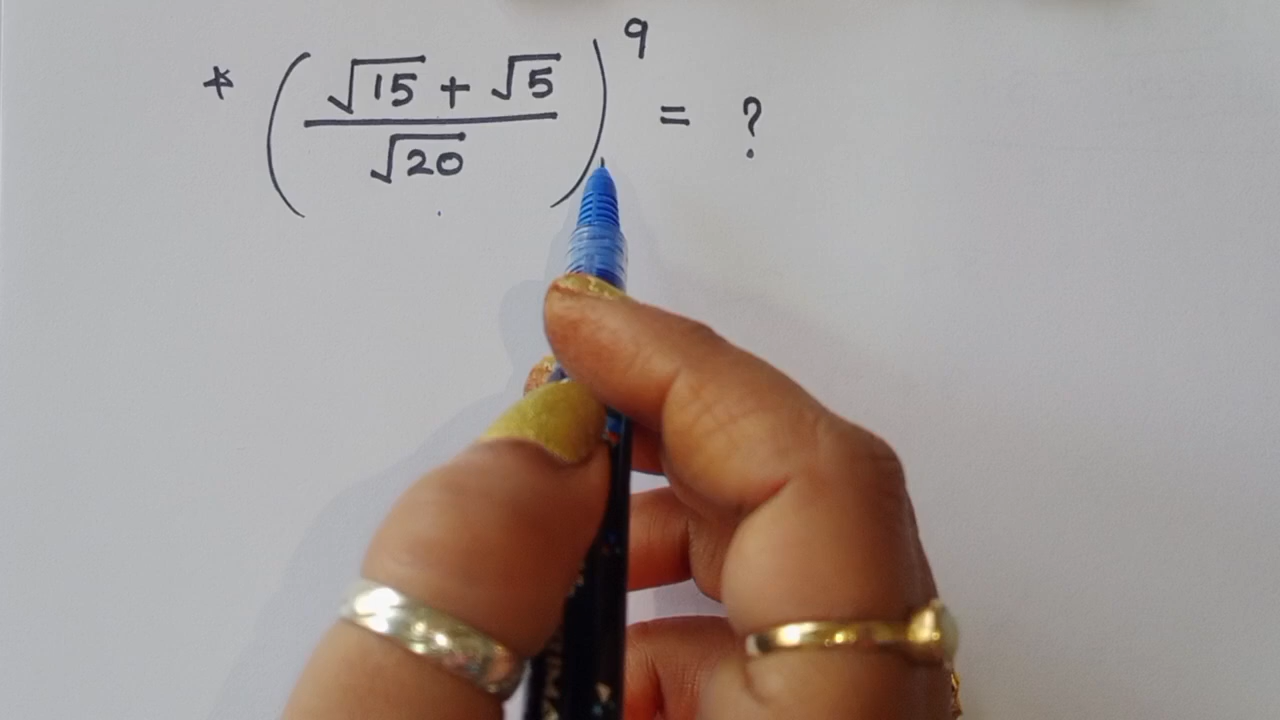 * ( (√15 + √5) / √20 )^9 = ?